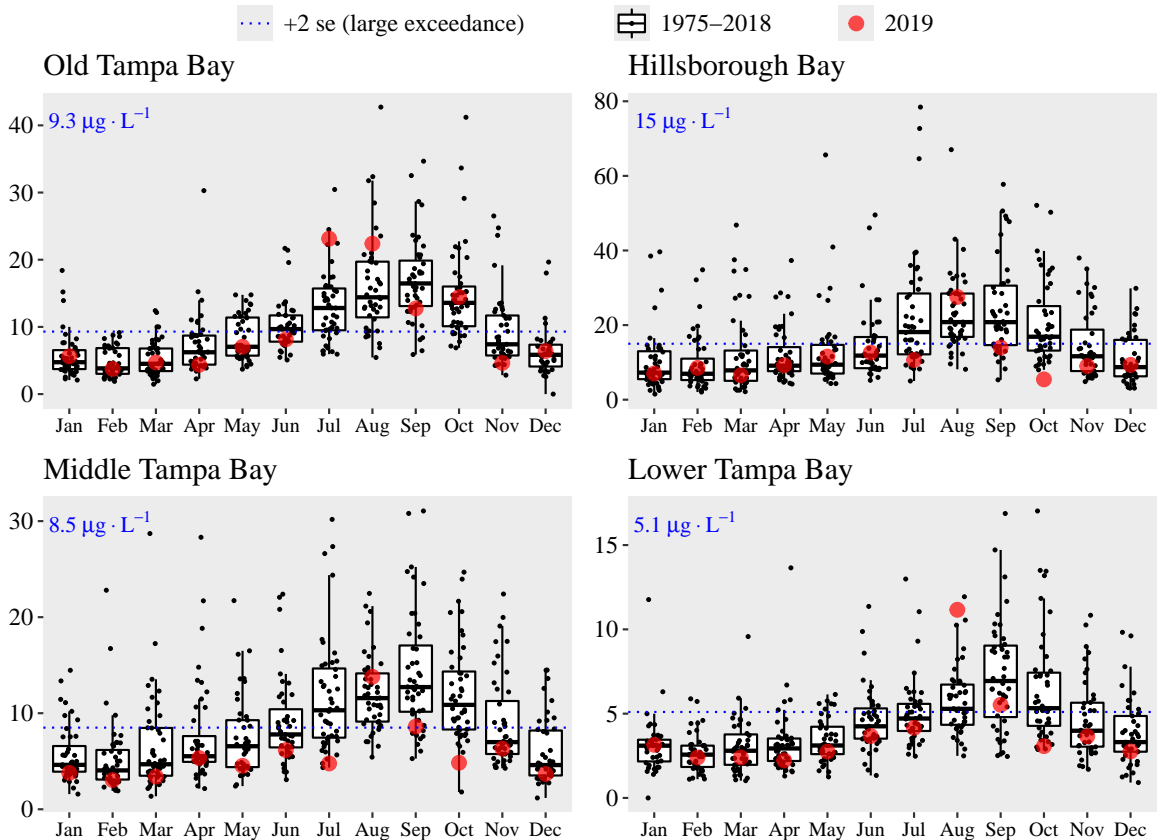 +2 se (large exceedance) 1975−2018 2019
Old Tampa Bay
9.3 μg · L−1
40
30
20
10
0
Jan Feb Mar Apr May Jun Jul Aug Sep Oct Nov Dec
Hillsborough Bay
15 μg · L−1
80
60
40
20
0
Jan Feb Mar Apr May Jun Jul Aug Sep Oct Nov Dec
Middle Tampa Bay
8.5 μg · L−1
30
20
10
0
Jan Feb Mar Apr May Jun Jul Aug Sep Oct Nov Dec
Lower Tampa Bay
5.1 μg · L−1
15
10
5
0
Jan Feb Mar Apr May Jun Jul Aug Sep Oct Nov Dec